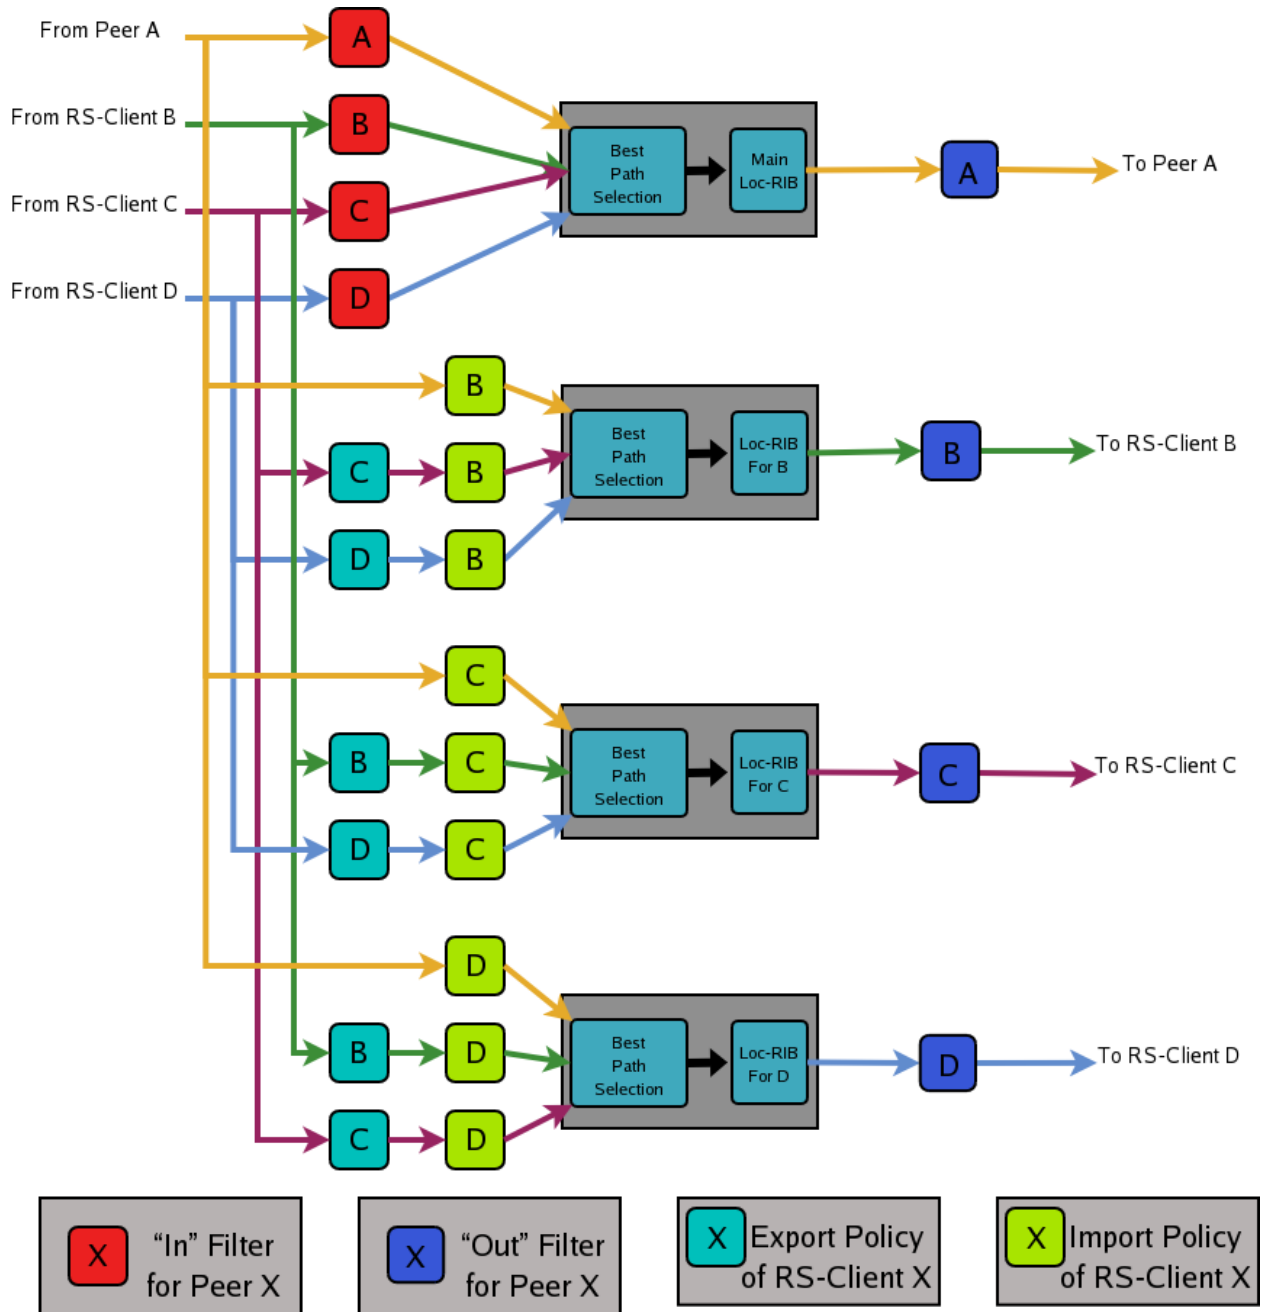 From Peer A
A
From RS-Client B
B
From RS-Client C
C
From RS-Client D
D
Best
Path
Selection
Main
Loc-RIB
A
To Peer A
B
C
B
D
B
Best
Path
Selection
Loc-RIB
For B
B
To RS-Client B
C
B
C
D
C
Best
Path
Selection
Loc-RIB
For C
C
To RS-Client C
D
B
D
C
D
Best
Path
Selection
Loc-RIB
For D
D
To RS-Client D
X
“In” Filter
for Peer X
X
“Out” Filter
for Peer X
X
Export Policy
of RS-Client X
X
Import Policy
of RS-Client X